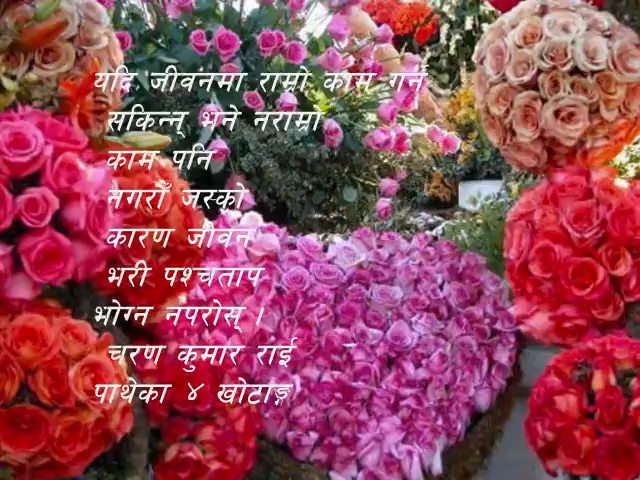 यदि जीवनमा राम्रो काम गर्न
सकिन्न् भने नराम्रो
काम पनि
नगरौँ जस्को
कारण जीवन
भरी पश्चताप
भोग्न नपरोस् ।
चरण कुमार राई
पाथेका ४ खोटाङ्ग